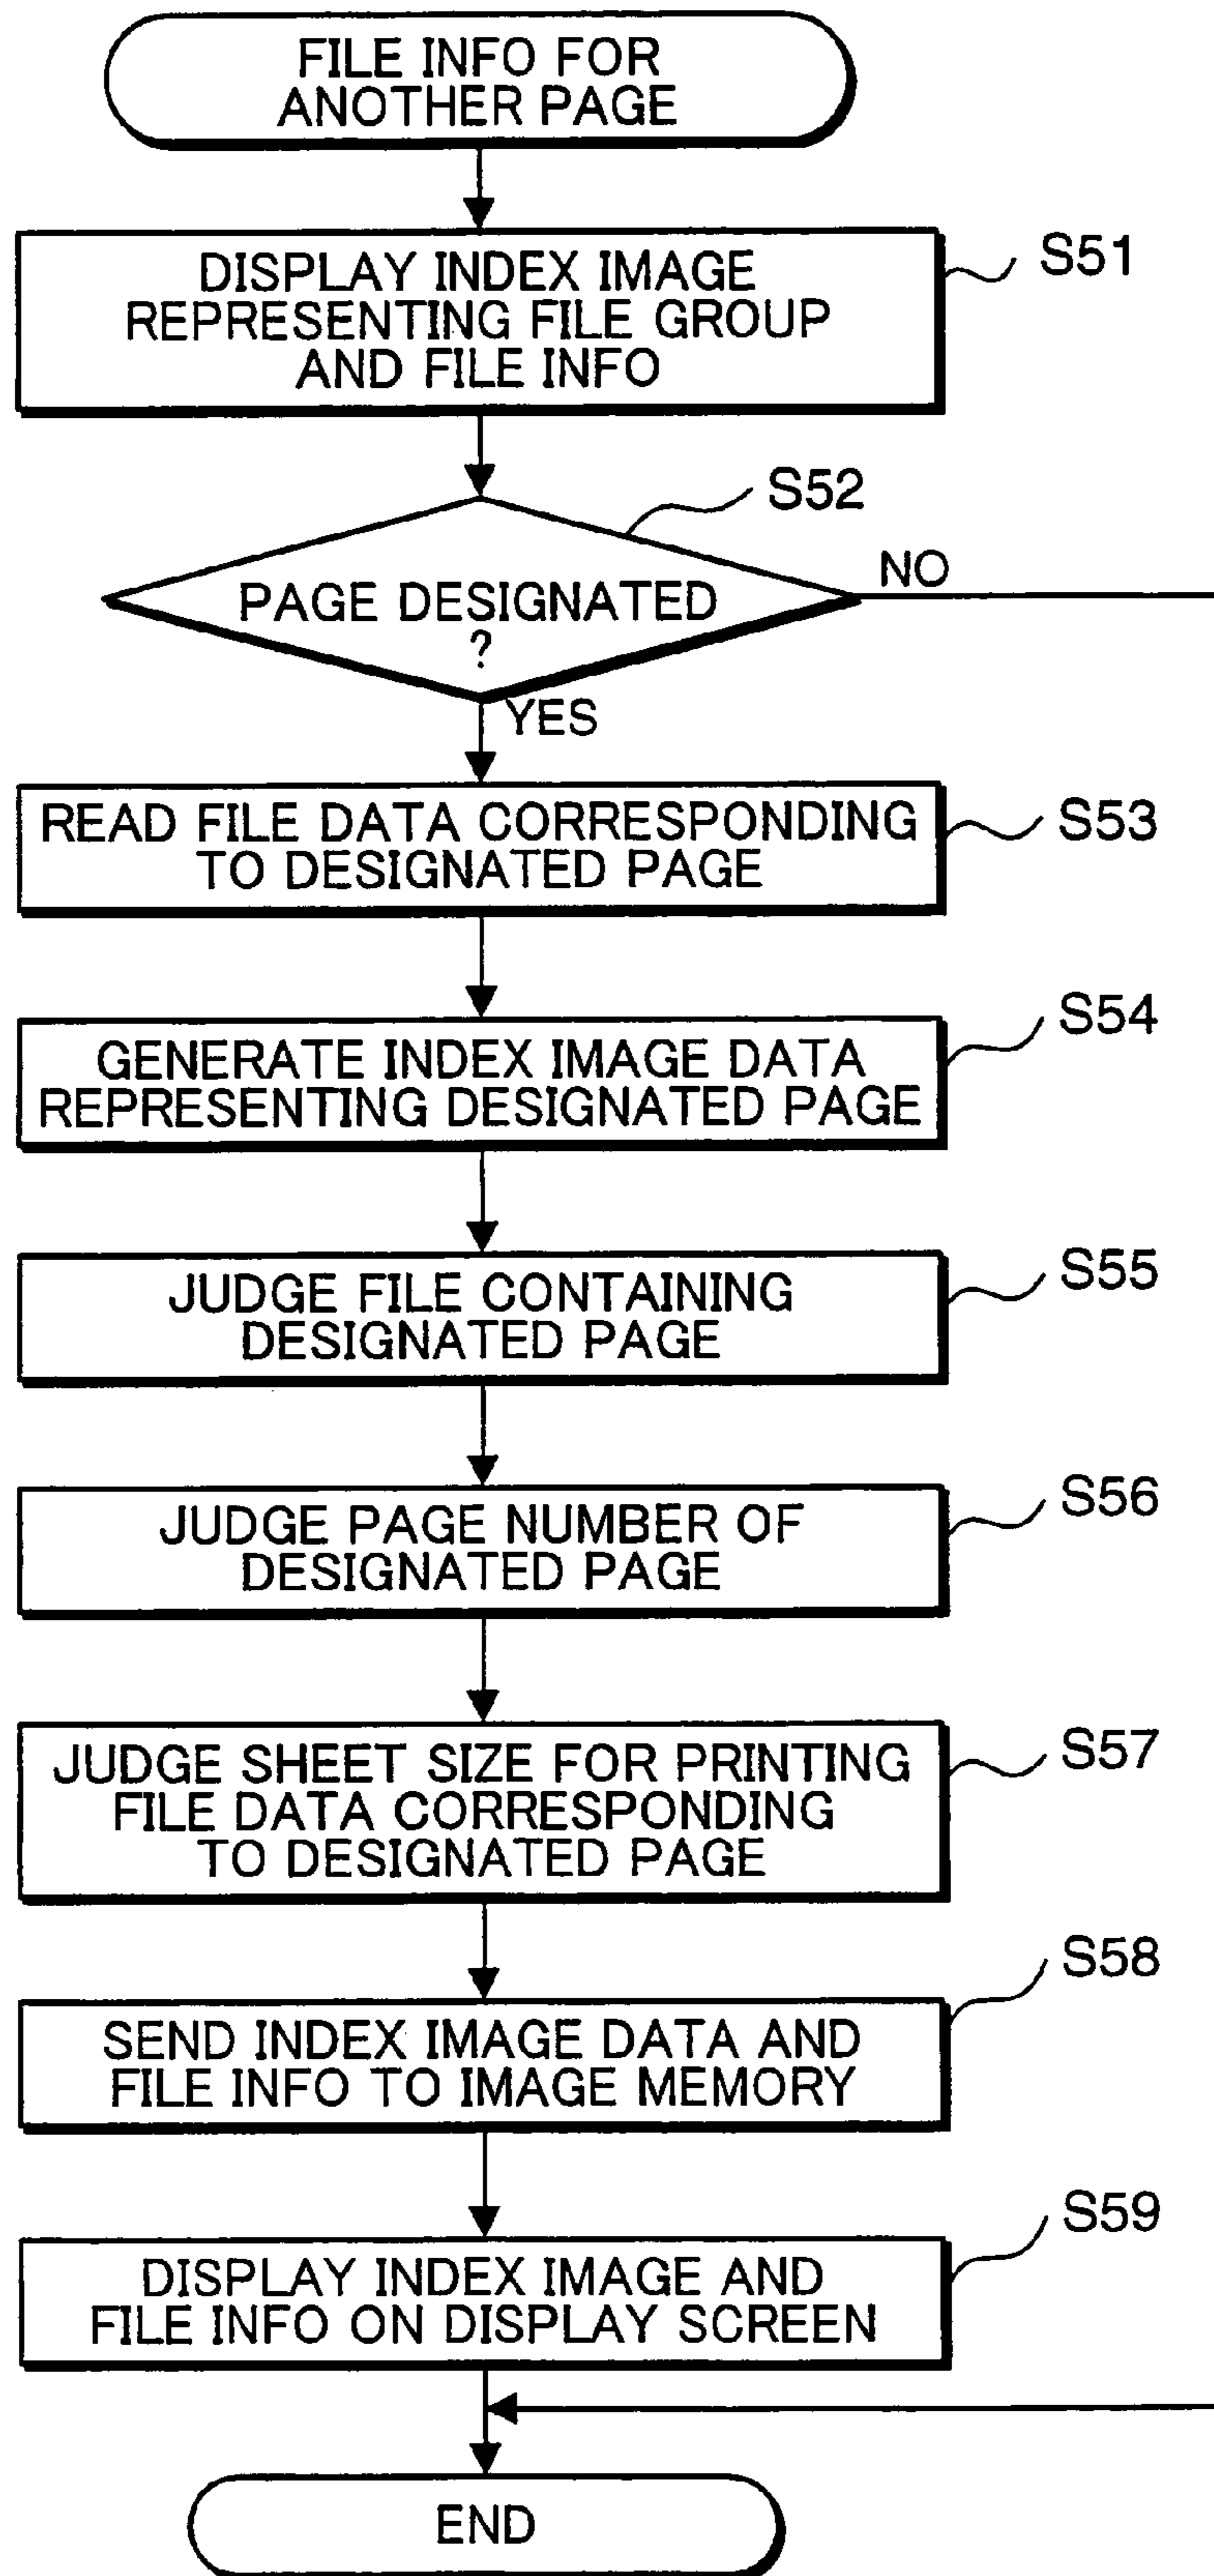 FILE INFO FOR
ANOTHER PAGE
DISPLAY INDEX IMAGE
REPRESENTING FILE GROUP
AND FILE INFO
S51
S52
PAGE DESIGNATED
?
NO
YES
READ FILE DATA CORRESPONDING
TO DESIGNATED PAGE
S53
GENERATE INDEX IMAGE DATA
REPRESENTING DESIGNATED PAGE
S54
JUDGE FILE CONTAINING
DESIGNATED PAGE
S55
JUDGE PAGE NUMBER OF
DESIGNATED PAGE
S56
JUDGE SHEET SIZE FOR PRINTING
FILE DATA CORRESPONDING
TO DESIGNATED PAGE
S57
SEND INDEX IMAGE DATA AND
FILE INFO TO IMAGE MEMORY
S58
DISPLAY INDEX IMAGE AND
FILE INFO ON DISPLAY SCREEN
S59
END